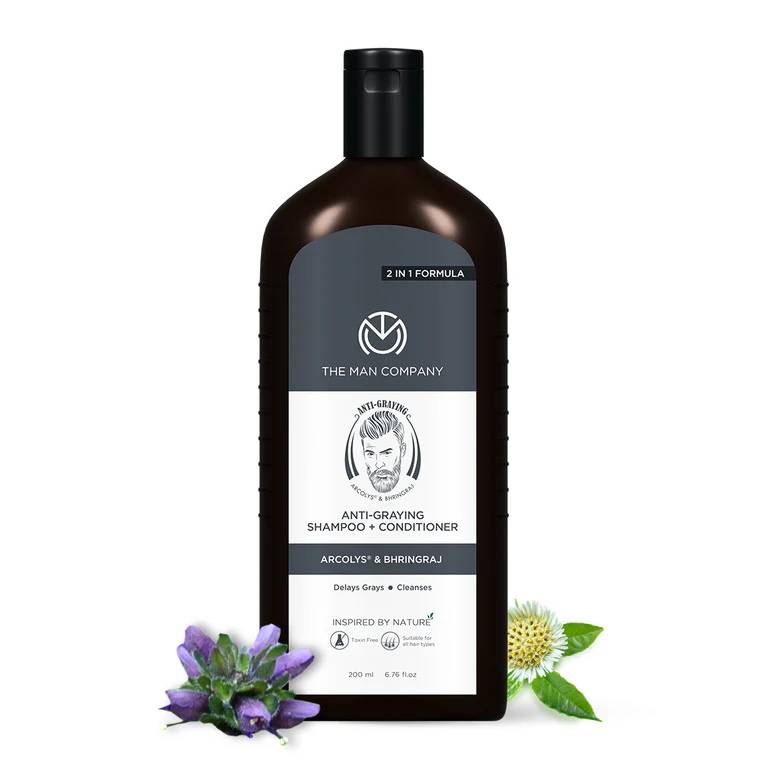 2 IN 1 FORMULA
THE MAN COMPANY
ANTI-GRAYING
ARCOLYS® & BHRINGRAJ
ANTI-GRAYING
SHAMPOO + CONDITIONER
ARCOLYS® & BHRINGRAJ
Delays Grays • Cleanses
INSPIRED BY NATURE
Toxin Free
Suitable for
all hair types
200 ml 6.76 fl.oz